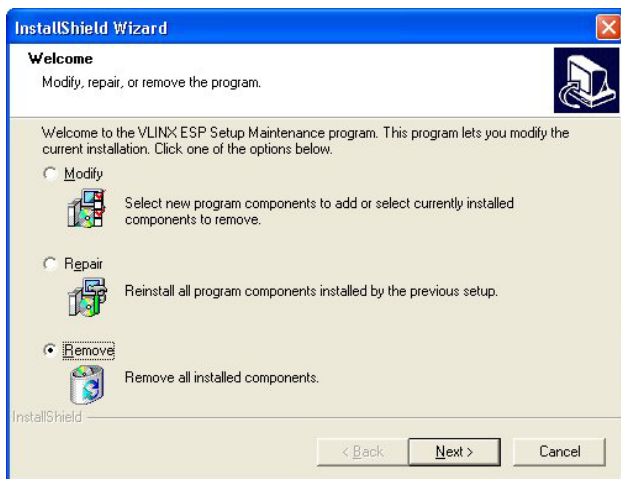 InstallShield Wizard
Welcome
Modify, repair, or remove the program.
Welcome to the VLINX ESP Setup Maintenance program. This program lets you modify the
current installation. Click one of the options below.
Modify
Select new program components to add or select currently installed
components to remove.
Repair
Reinstall all program components installed by the previous setup.
Remove
Remove all installed components.
InstallShield
< Back
Next >
Cancel